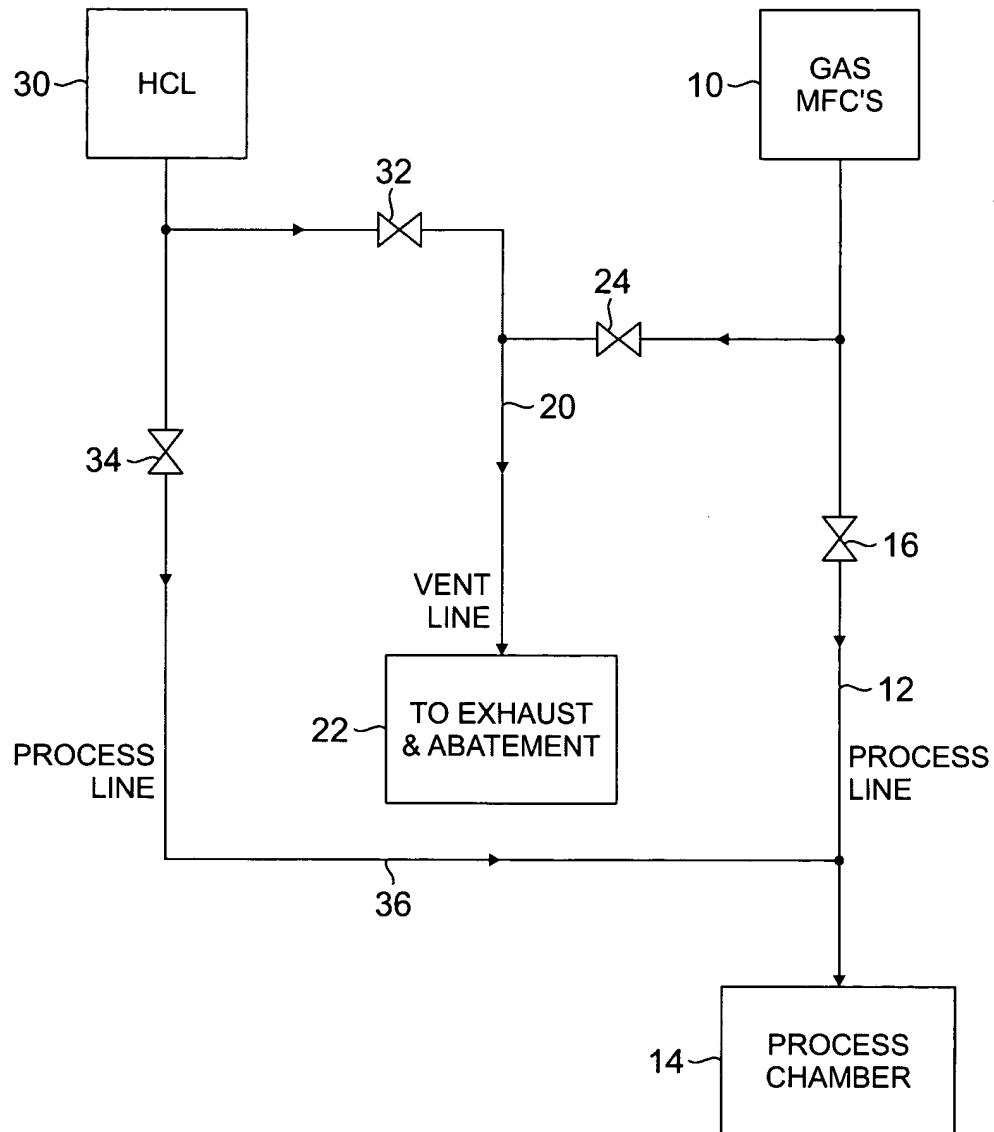 30
HCL
10
GAS
MFC'S
32
24
20
34
16
VENT
LINE
12
22
TO EXHAUST
& ABATEMENT
PROCESS
LINE
PROCESS
LINE
36
14
PROCESS
CHAMBER